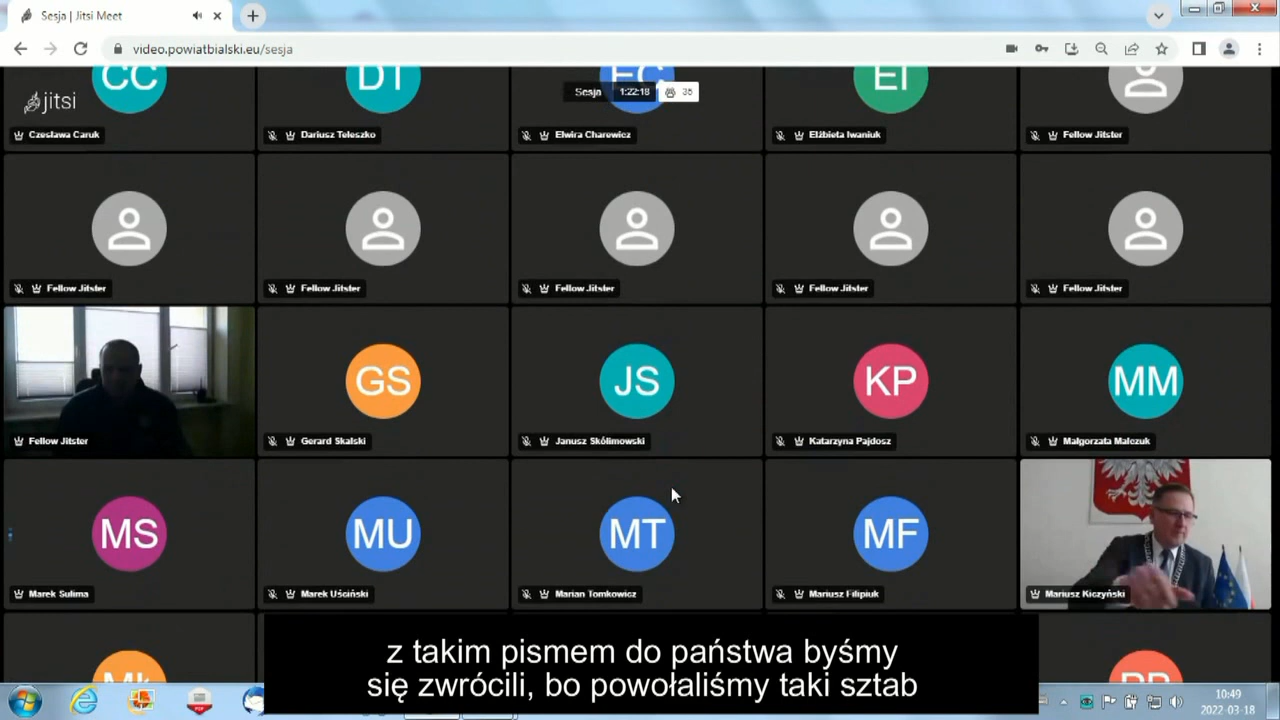 Sesja | Jitsi Meet
video.powiatbialski.eu/sesja
CC
DT
EC
EI
jitsi
Sesja 1:22:18 35
Czesława Caruk
Dariusz Teleszko
Elwira Charewicz
Elżbieta Iwaniuk
Fellow Jitster
Fellow Jitster
Fellow Jitster
Fellow Jitster
Fellow Jitster
Fellow Jitster
GS
JS
KP
MM
Fellow Jitster
Gerard Skalski
Janusz Skólimowski
Katarzyna Pajdosz
Małgorzata Malczuk
MS
MU
MT
MF
Marek Sulima
Marek Uściński
Marian Tomkowicz
Mariusz Filipiuk
Mariusz Kiczyński
z takim pismem do państwa byśmy
się zwrócili, bo powołaliśmy taki sztab
10:49
2022-03-18